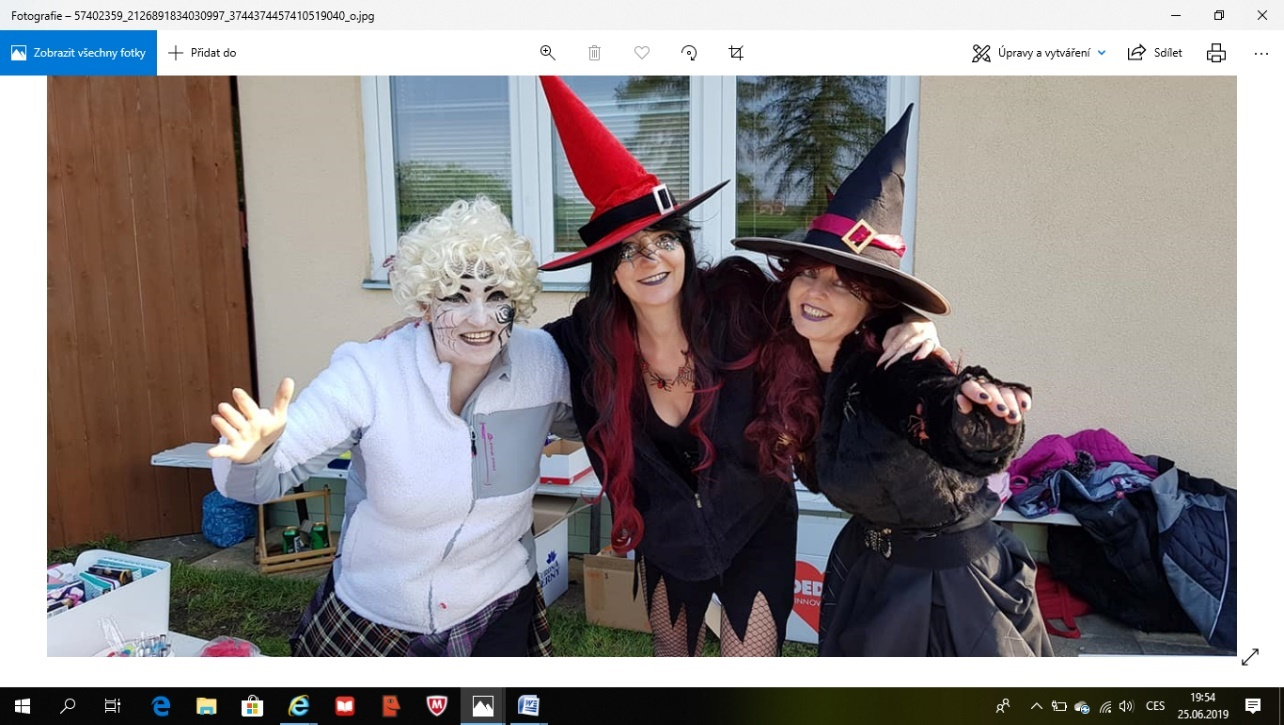 Fotografie – 57402359_2126891834030997_3744374457410519040_o.jpg
Zobrazit všechny fotky
Přidat do
Úpravy a vytváření
Sdílet
19:54
CES
25.06.2019